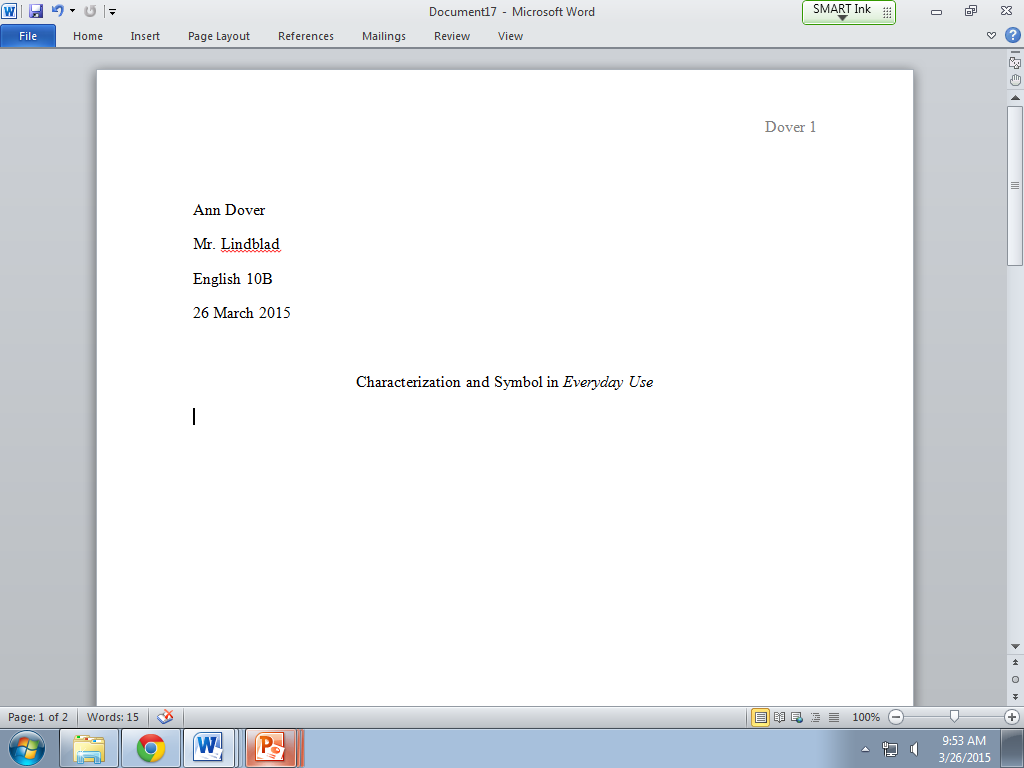 Document17 - Microsoft Word
SMART Ink
File Home Insert Page Layout References Mailings Review View
Dover 1
Ann Dover
Mr. Lindblad
English 10B
26 March 2015
Characterization and Symbol in Everyday Use
Page: 1 of 2 Words: 15 100%
9:53 AM
3/26/2015